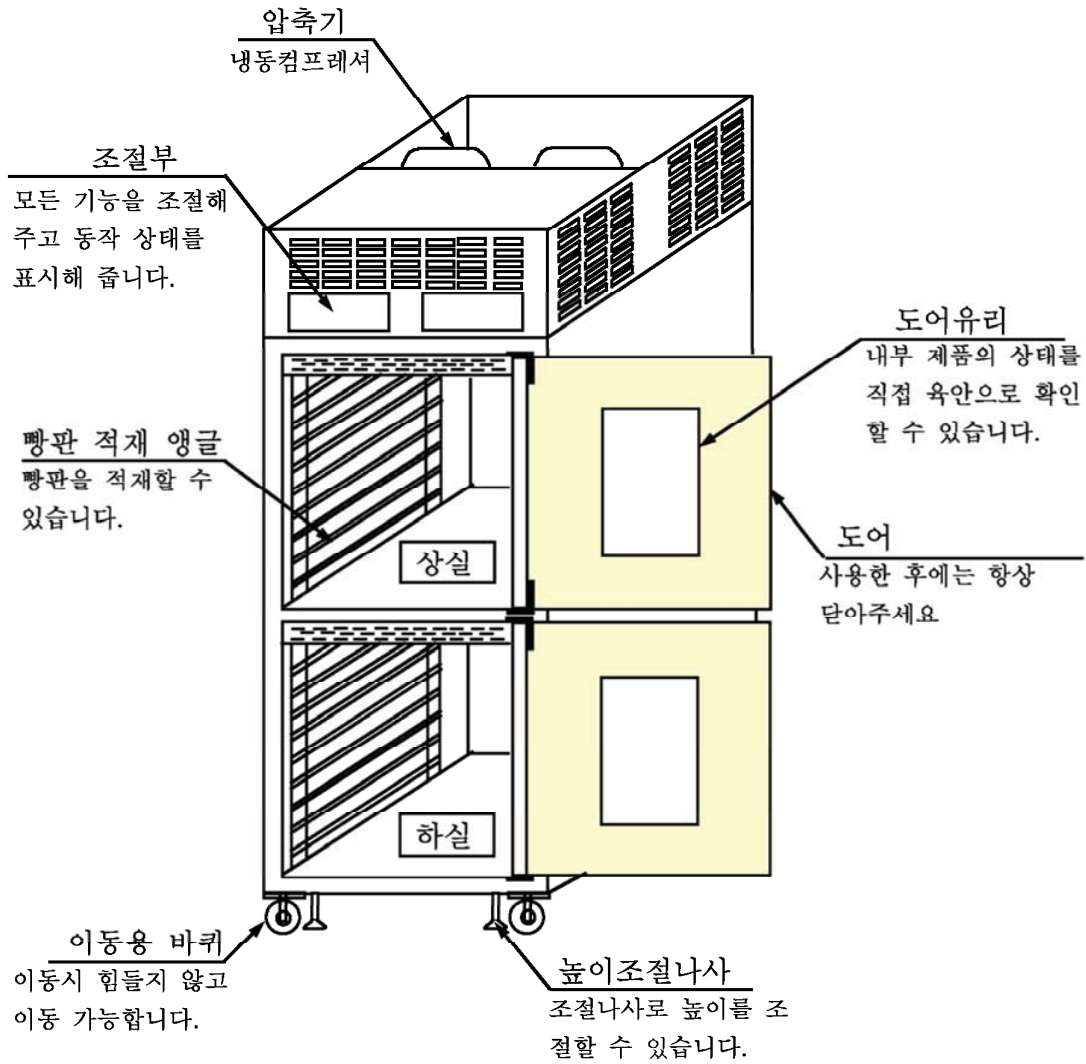 압축기
냉동컴프레셔
조절부
모든 기능을 조절해
주고 동작 상태를
표시해 줍니다.
도어유리
내부 제품의 상태를
직접 육안으로 확인
할 수 있습니다.
빵판 적재 앵글
빵판을 적재할 수
있습니다.
상실
도어
사용한 후에는 항상
닫아주세요
하실
이동용 바퀴
이동시 힘들지 않고
이동 가능합니다.
높이조절나사
조절나사로 높이를 조
절할 수 있습니다.